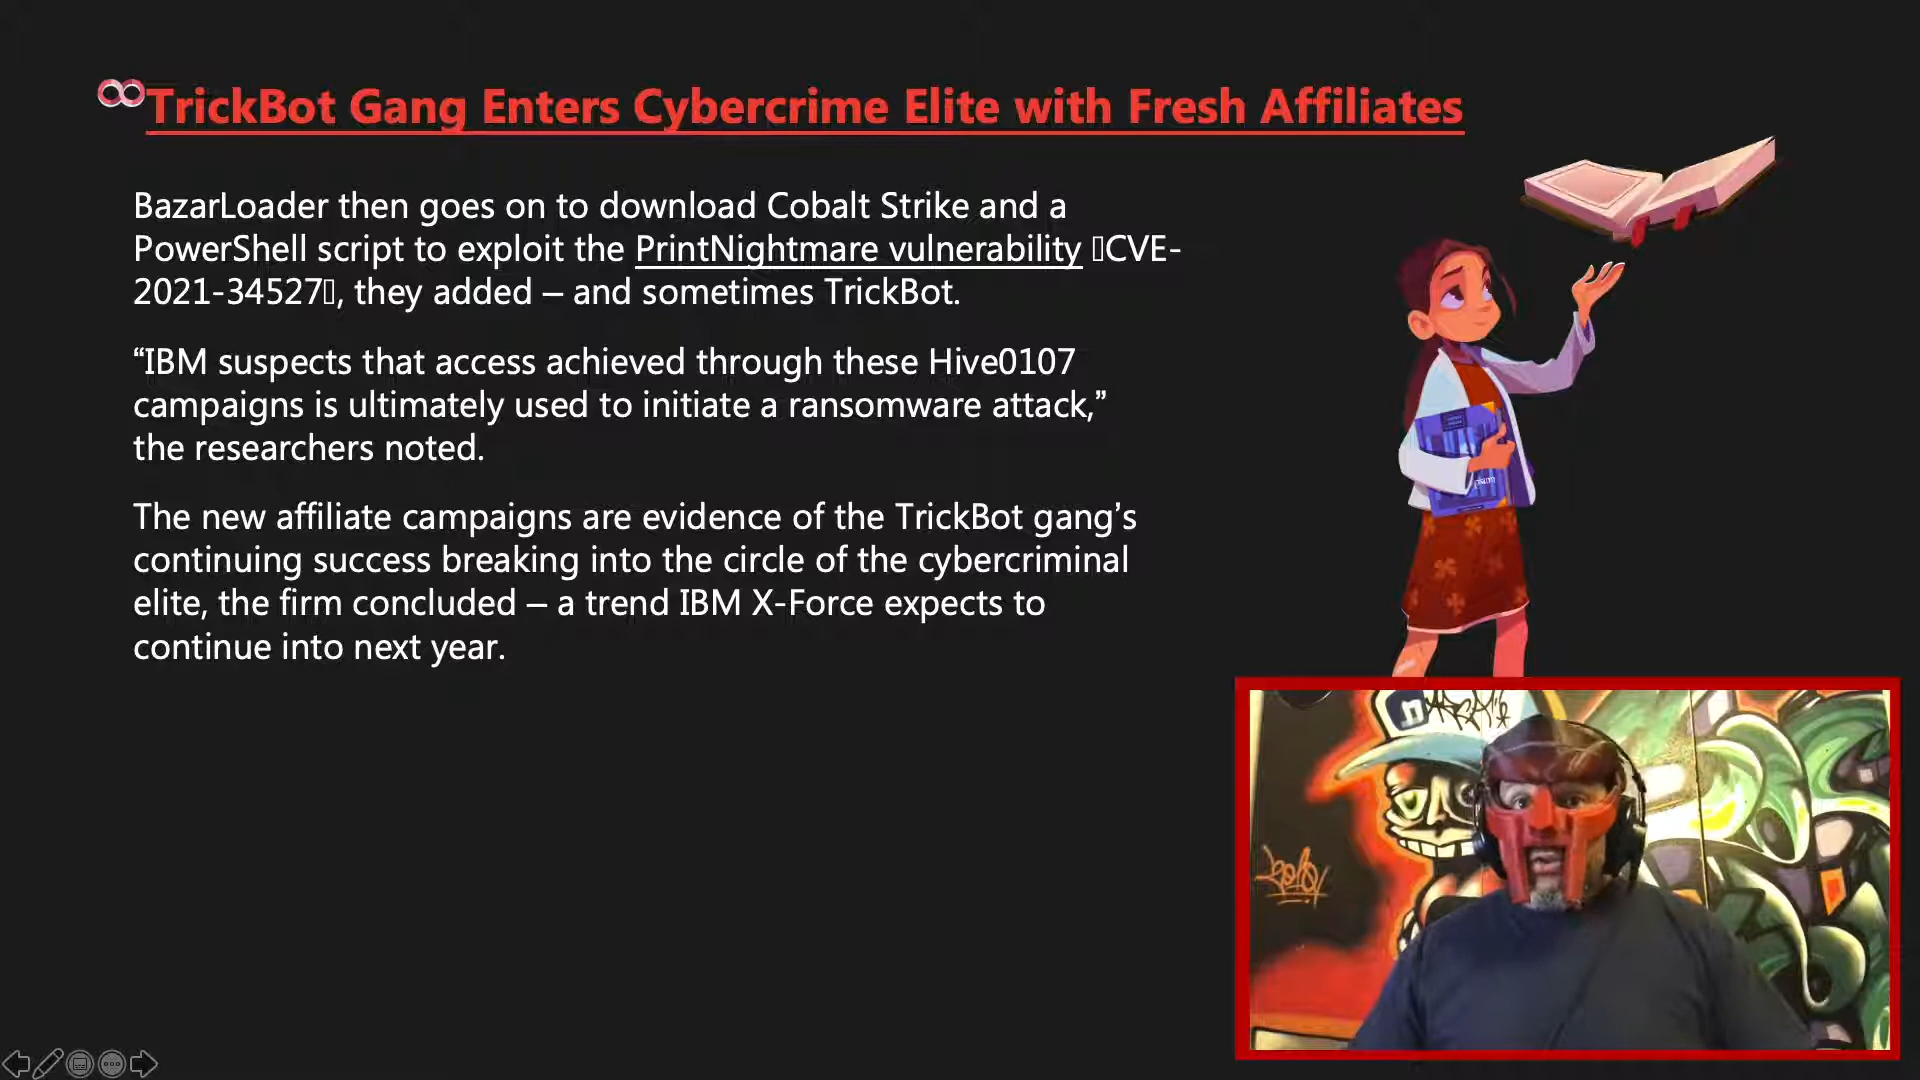 TrickBot Gang Enters Cybercrime Elite with Fresh Affiliates
BazarLoader then goes on to download Cobalt Strike and a
PowerShell script to exploit the PrintNightmare vulnerability ▯CVE-
2021-34527▯, they added – and sometimes TrickBot.
“IBM suspects that access achieved through these Hive0107
campaigns is ultimately used to initiate a ransomware attack,”
the researchers noted.
The new affiliate campaigns are evidence of the TrickBot gang’s
continuing success breaking into the circle of the cybercriminal
elite, the firm concluded – a trend IBM X-Force expects to
continue into next year.